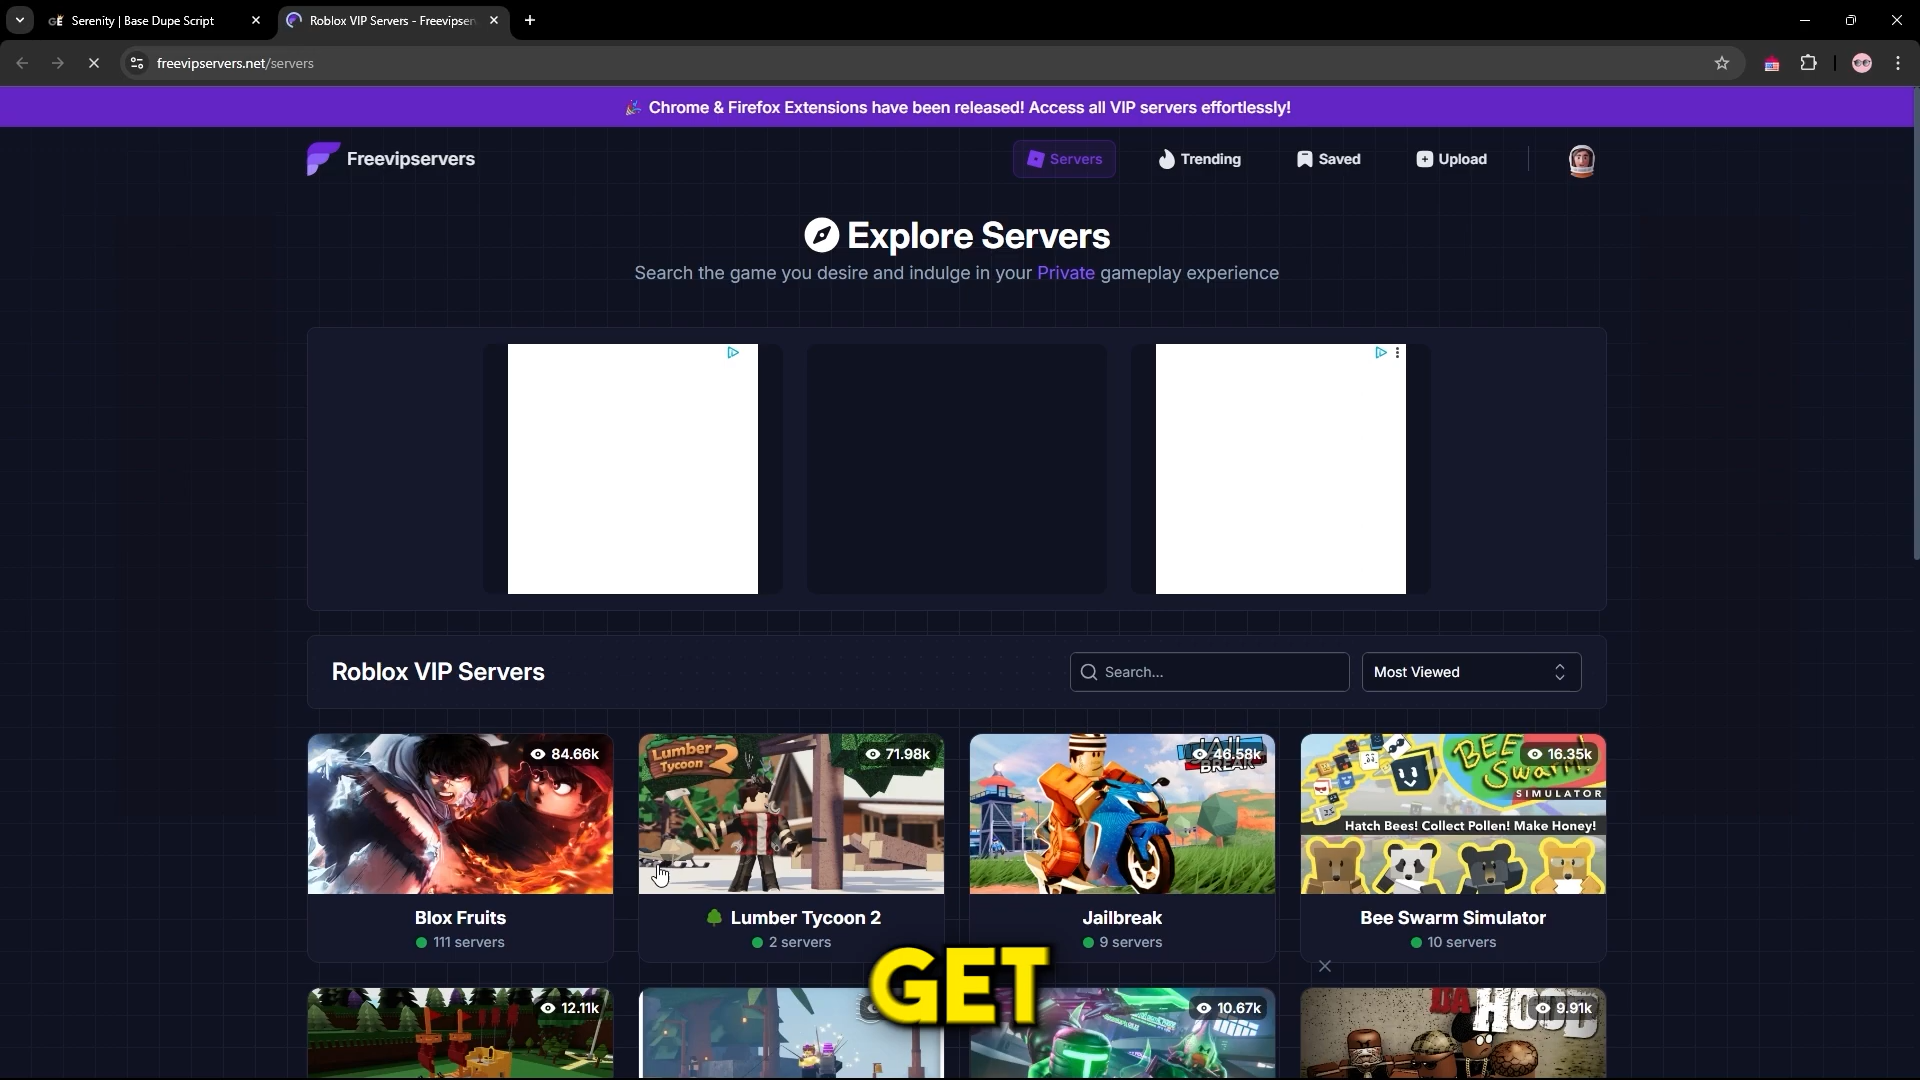 Serenity | Base Dupe Script
Roblox VIP Servers - Freevipser
freevipservers.net/servers
Chrome & Firefox Extensions have been released! Access all VIP servers effortlessly!
Freevipservers
Servers
Trending
Saved
Upload
Explore Servers
Search the game you desire and indulge in your Private gameplay experience
Roblox VIP Servers
Search...
Most Viewed
84.66k
Lumber Tycoon 2
71.98k
JAIL BREAK
46.58k
BEE Swarm!
SIMULATOR
16.35k
Hatch Bees! Collect Pollen! Make Honey!
Blox Fruits
111 servers
Lumber Tycoon 2
2 servers
Jailbreak
9 servers
Bee Swarm Simulator
10 servers
GET
12.11k
10.67k
DA HOOD
9.91k